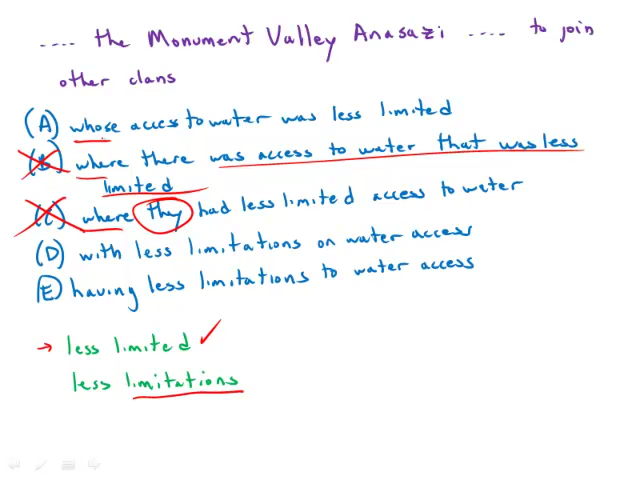 .... the Monument Valley Anasazi .... to join
other clans
(A) whose access to water was less limited
(B) where there was access to water that was less
limited
(C) where they had less limited access to water
(D) with less limitations on water access
(E) having less limitations to water access
→ less limited ✓
less limitations